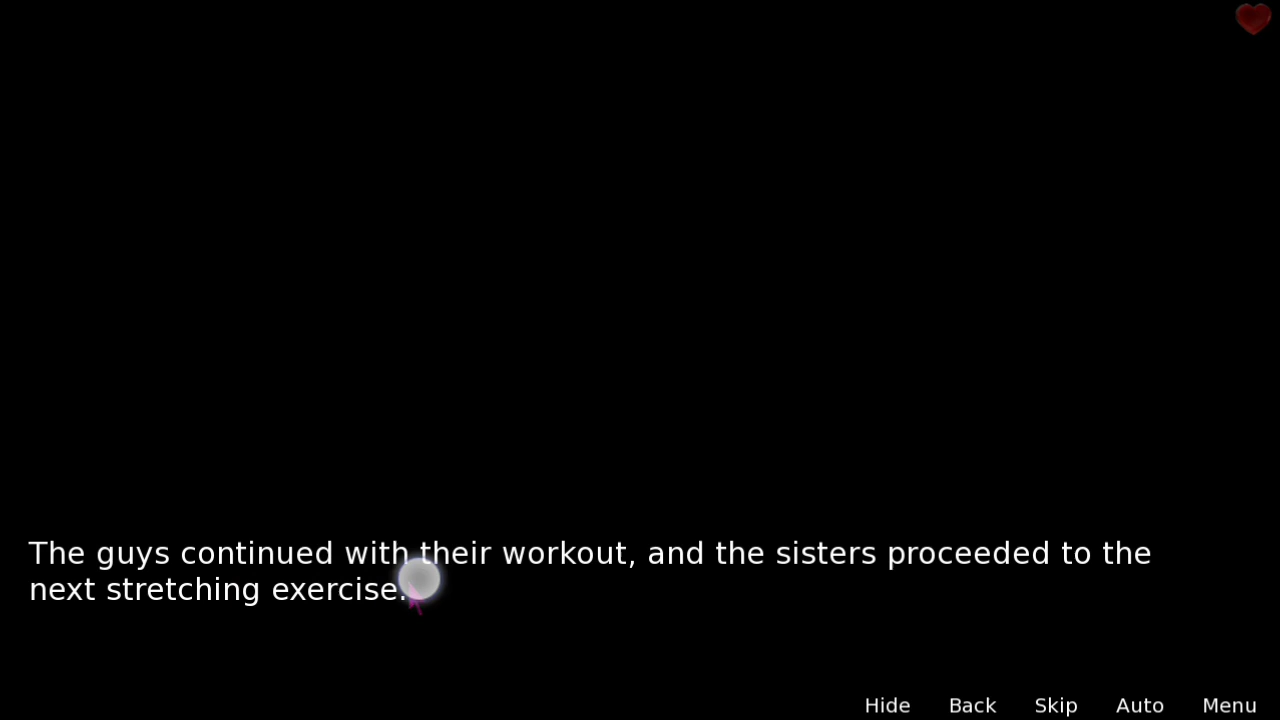 The guys continued with their workout, and the sisters proceeded to the
next stretching exercise.
Hide Back Skip Auto Menu